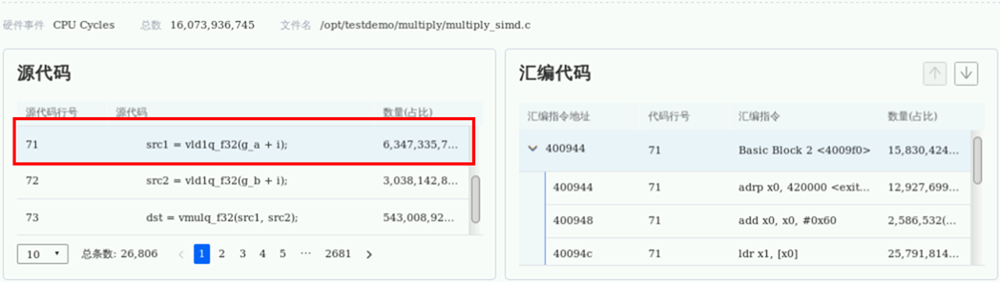 硬件事件 CPU Cycles 总数 16,073,936,745 文件名 /opt/testdemo/multiply/multiply_simd.c
源代码
源代码行号 源代码 数量(占比)
71 src1 = vld1q_f32(g_a + i); 6,347,335,7...
72 src2 = vld1q_f32(g_b + i); 3,038,142,8...
73 dst = vmulq_f32(src1, src2); 543,008,92...
10 总条数: 26,806 < 1 2 3 4 5 ··· 2681 >
汇编代码
汇编指令地址 代码行号 汇编指令 数量(占比)
400944 71 Basic Block 2 <4009f0> 15,830,424...
400944 71 adrp x0, 420000 <exit... 12,927,699...
400948 71 add x0, x0, #0x60 2,586,532(...
40094c 71 ldr x1, [x0] 25,791,814...